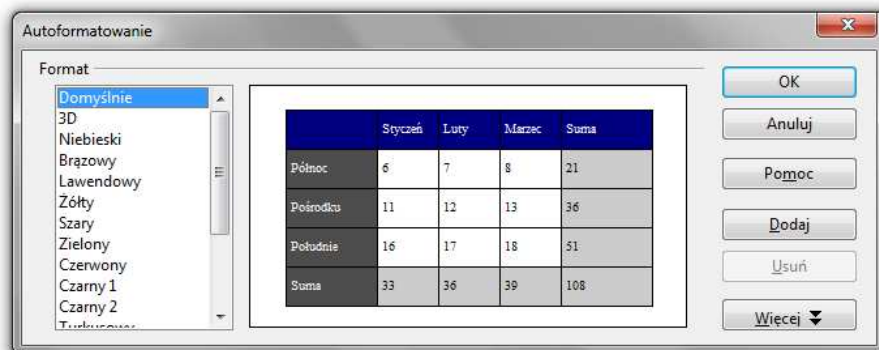 Autoformatowanie
Format
Domyślnie
3D
Niebieski
Brązowy
Lawendowy
Żółty
Szary
Zielony
Czerwony
Czarny 1
Czarny 2
Turkusowy
Styczeń Luty Marzec Suma
Północ 6 7 8 21
Pośrodku 11 12 13 36
Południe 16 17 18 51
Suma 33 36 39 108
OK
Anuluj
Pomoc
Dodaj
Usuń
Więcej